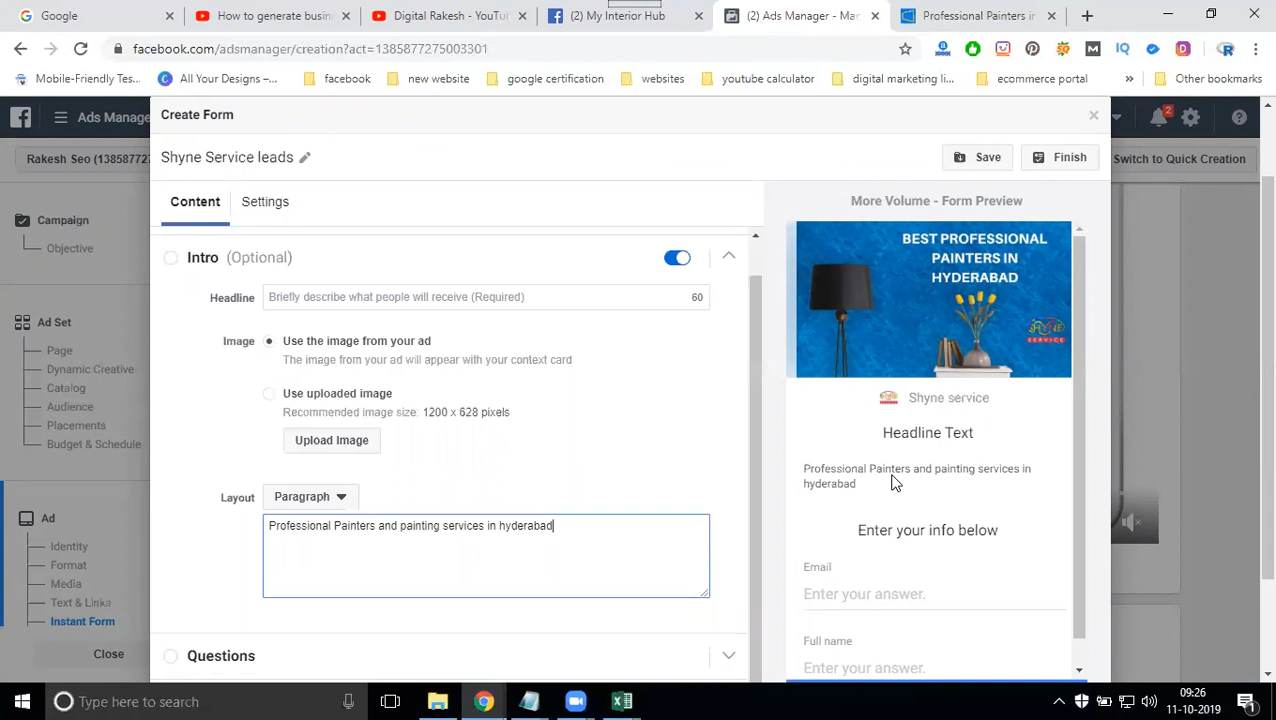 Google
How to generate busin
Digital Rakesh - YouTu
(2) My Interior Hub
(2) Ads Manager - Man
Professional Painters in
facebook.com/adsmanager/creation?act=1385877275003301
Mobile-Friendly Tes...
All Your Designs –...
facebook
new website
google certification
websites
youtube calculator
digital marketing li...
ecommerce portal
Other bookmarks
Ads Manage
2
Rakesh Seo (13858772
Switch to Quick Creation
Campaign
Objective
Ad Set
Page
Dynamic Creative
Catalog
Audience
Placements
Budget & Schedule
Ad
Identity
Format
Media
Text & Links
Instant Form
Close
Create Form
Shyne Service leads
Save
Finish
Content
Settings
Intro (Optional)
Headline
Briefly describe what people will receive (Required)
60
Image
Use the image from your ad
The image from your ad will appear with your context card
Use uploaded image
Recommended image size: 1200 x 628 pixels
Upload Image
Layout
Paragraph
Professional Painters and painting services in hyderabad
Questions
More Volume - Form Preview
BEST PROFESSIONAL
PAINTERS IN
HYDERABAD
SHYNE
SERVICE
Shyne service
Headline Text
Professional Painters and painting services in
hyderabad
Enter your info below
Email
Enter your answer.
Full name
Enter your answer.
Type here to search
09:26
11-10-2019
1